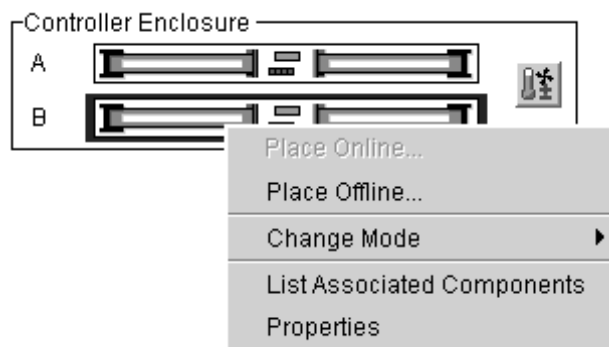 Controller Enclosure
A
B
Place Online...
Place Offline...
Change Mode
List Associated Components
Properties